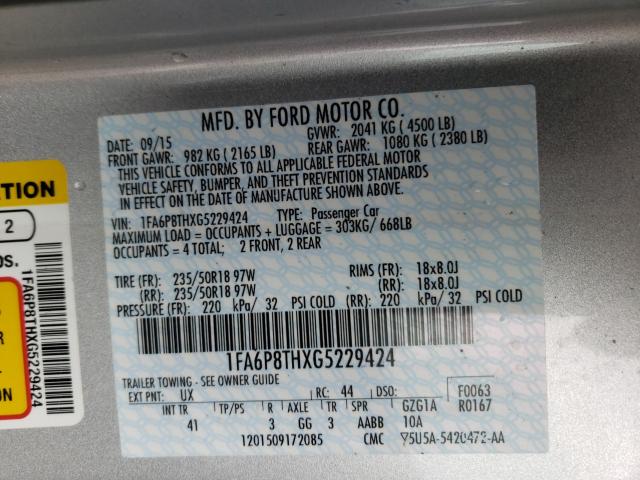 MFD. BY FORD MOTOR CO.
DATE: 09/15 GVWR: 2041 KG ( 4500 LB)
FRONT GAWR: 982 KG ( 2165 LB) REAR GAWR: 1080 KG ( 2380 LB)
THIS VEHICLE CONFORMS TO ALL APPLICABLE FEDERAL MOTOR
VEHICLE SAFETY, BUMPER, AND THEFT PREVENTION STANDARDS
IN EFFECT ON THE DATE OF MANUFACTURE SHOWN ABOVE.
VIN: 1FA6P8THXG5229424 TYPE: Passenger Car
MAXIMUM LOAD = OCCUPANTS + LUGGAGE = 303KG/ 668LB
OCCUPANTS = 4 TOTAL; 2 FRONT, 2 REAR
TIRE (FR): 235/50R18 97W RIMS (FR): 18x8.0J
(RR): 235/50R18 97W (RR): 18x8.0J
PRESSURE (FR): 220 kPa/ 32 PSI COLD (RR): 220 kPa/ 32 PSI COLD
1FA6P8THXG5229424
TRAILER TOWING - SEE OWNER GUIDE
EXT PNT: UX RC: 44 DSO: F0063
INT TR TP/PS R AXLE TR SPR GZG1A R0167
41 3 GG 3 AABB 10A
1201509172085 CMC Y5U5A-5420472-AA
2
1FA6P8THXG5229424
ON